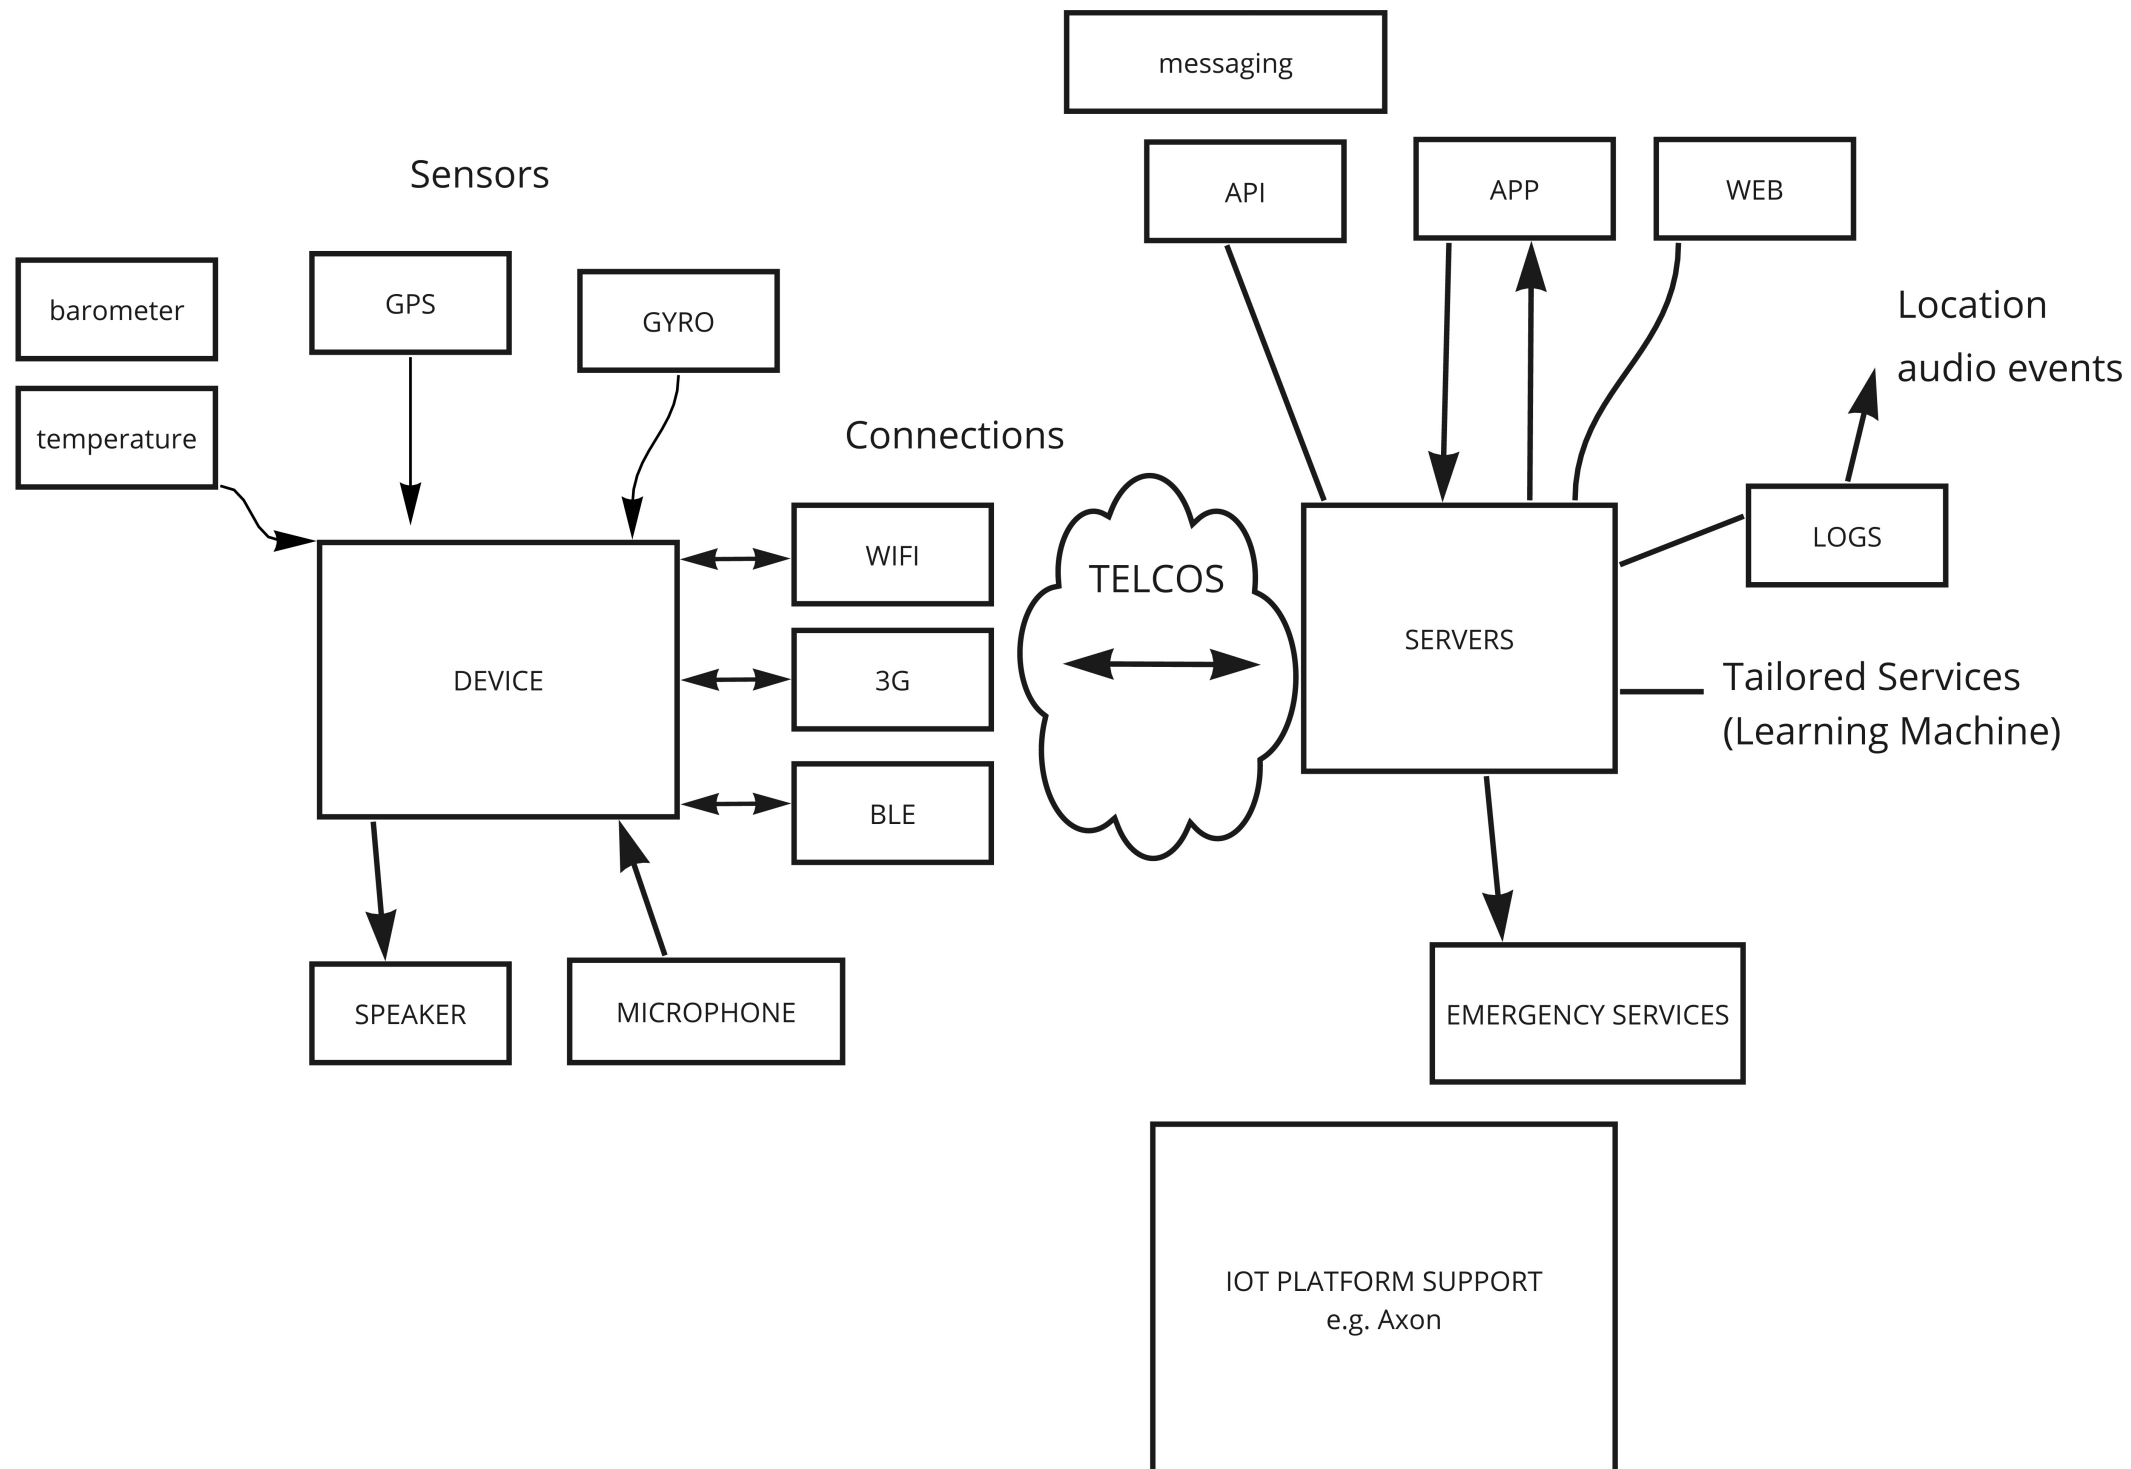 messaging
API
APP
WEB
Sensors
barometer
GPS
GYRO
temperature
Location
audio events
Connections
WIFI
TELCOS
LOGS
3G
DEVICE
SERVERS
Tailored Services
(Learning Machine)
BLE
SPEAKER
MICROPHONE
EMERGENCY SERVICES
IOT PLATFORM SUPPORT
e.g. Axon